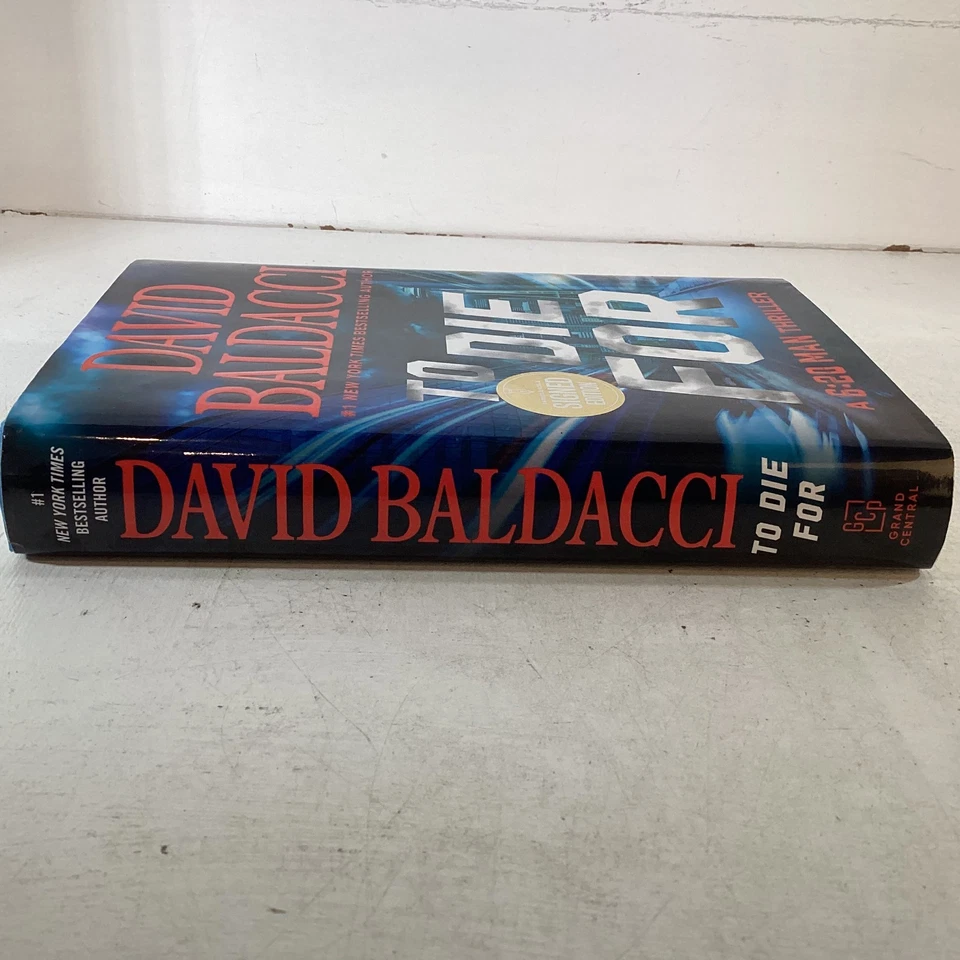 DAVID
BALDACCI
#1 NEW YORK TIMES BESTSELLING AUTHOR
TO DIE
FOR
SIGNED
EDITION
A 6:20 MAN THRILLER
#1
NEW YORK TIMES
BESTSELLING
AUTHOR
DAVID BALDACCI
TO DIE
FOR
GCP
GRAND
CENTRAL